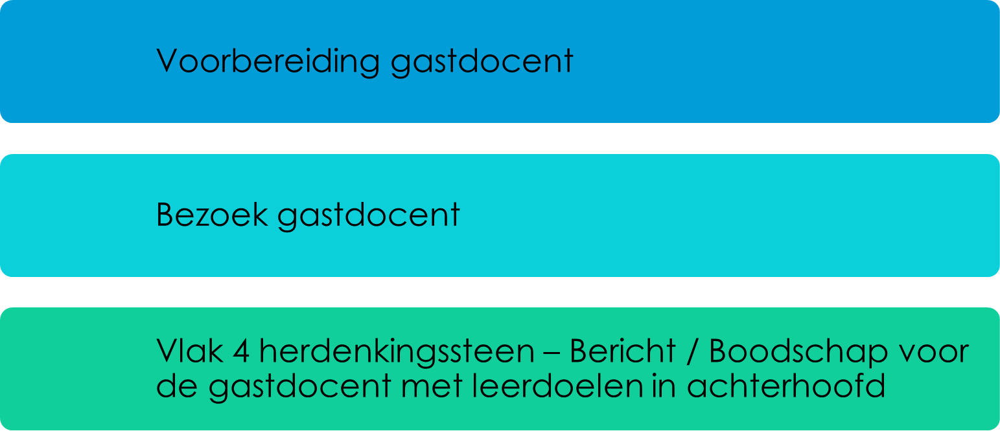 Voorbereiding gastdocent
Bezoek gastdocent
Vlak 4 herdenkingssteen – Bericht / Boodschap voor
de gastdocent met leerdoelen in achterhoofd